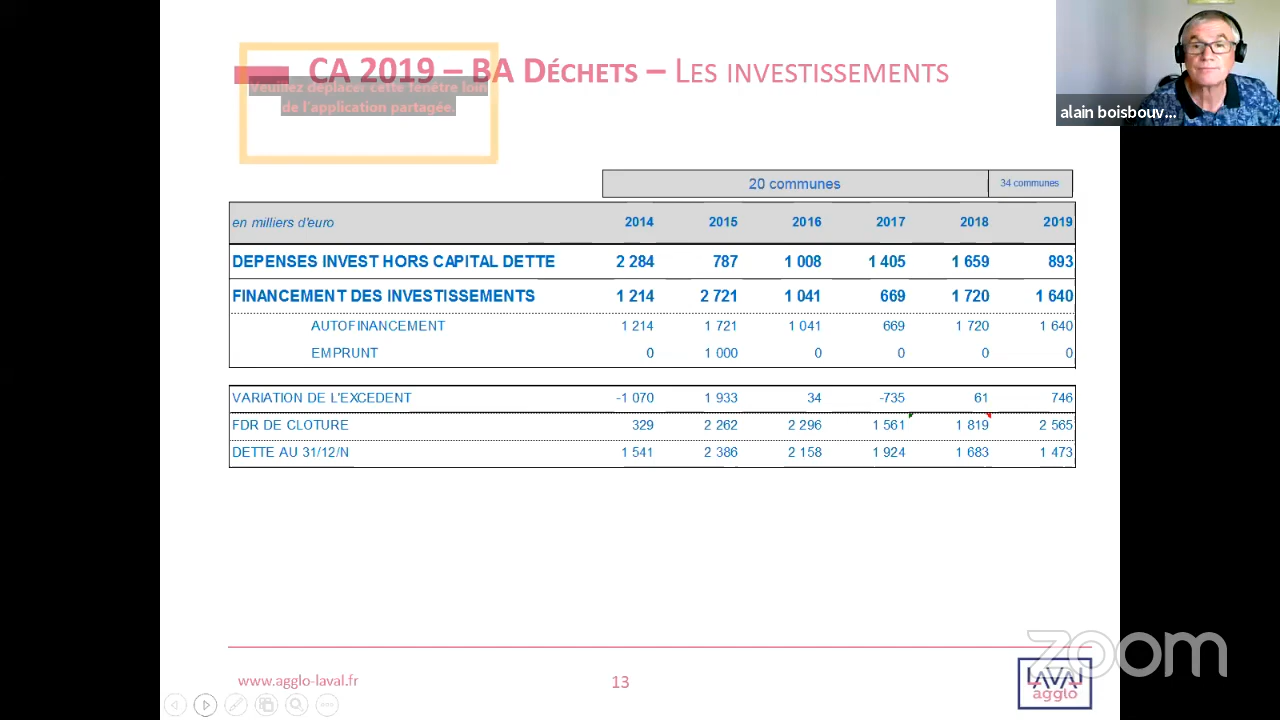 CA 2019 – BA DÉCHETS – LES INVESTISSEMENTS
Veuillez déplacer cette fenêtre loin
de l'application partagée.
alain boisbouv...
20 communes 34 communes
en milliers d'euro 2014 2015 2016 2017 2018 2019
DEPENSES INVEST HORS CAPITAL DETTE 2 284 787 1 008 1 405 1 659 893
FINANCEMENT DES INVESTISSEMENTS 1 214 2 721 1 041 669 1 720 1 640
AUTOFINANCEMENT 1 214 1 721 1 041 669 1 720 1 640
EMPRUNT 0 1 000 0 0 0 0
VARIATION DE L'EXCEDENT -1 070 1 933 34 -735 61 746
FDR DE CLOTURE 329 2 262 2 296 1 561 1 819 2 565
DETTE AU 31/12/N 1 541 2 386 2 158 1 924 1 683 1 473
zoom
www.agglo-laval.fr 13
LAVAL
agglo